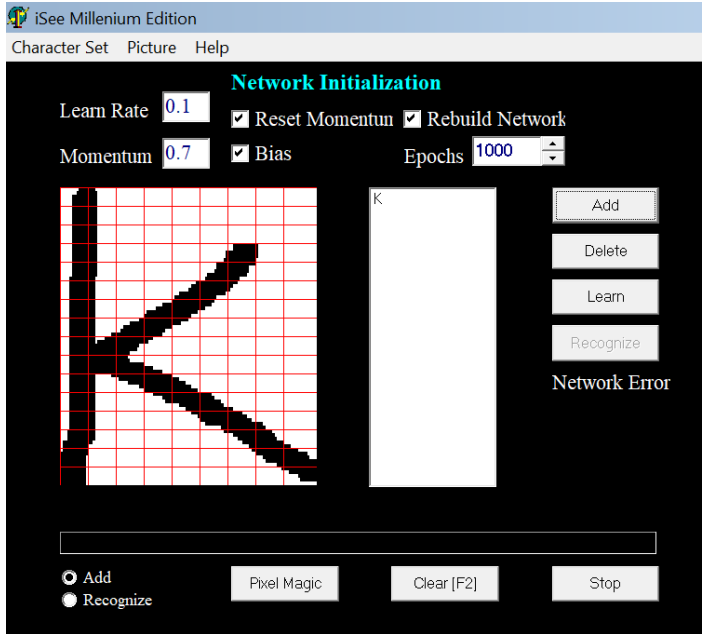 iSee Millenium Edition
Character Set Picture Help
Network Initialization
Learn Rate 0.1
Reset Momentun Rebuild Network
Momentum 0.7
Bias
Epochs 1000
K
Add
Delete
Learn
Recognize
Network Error
Add
Recognize
Pixel Magic
Clear [F2]
Stop